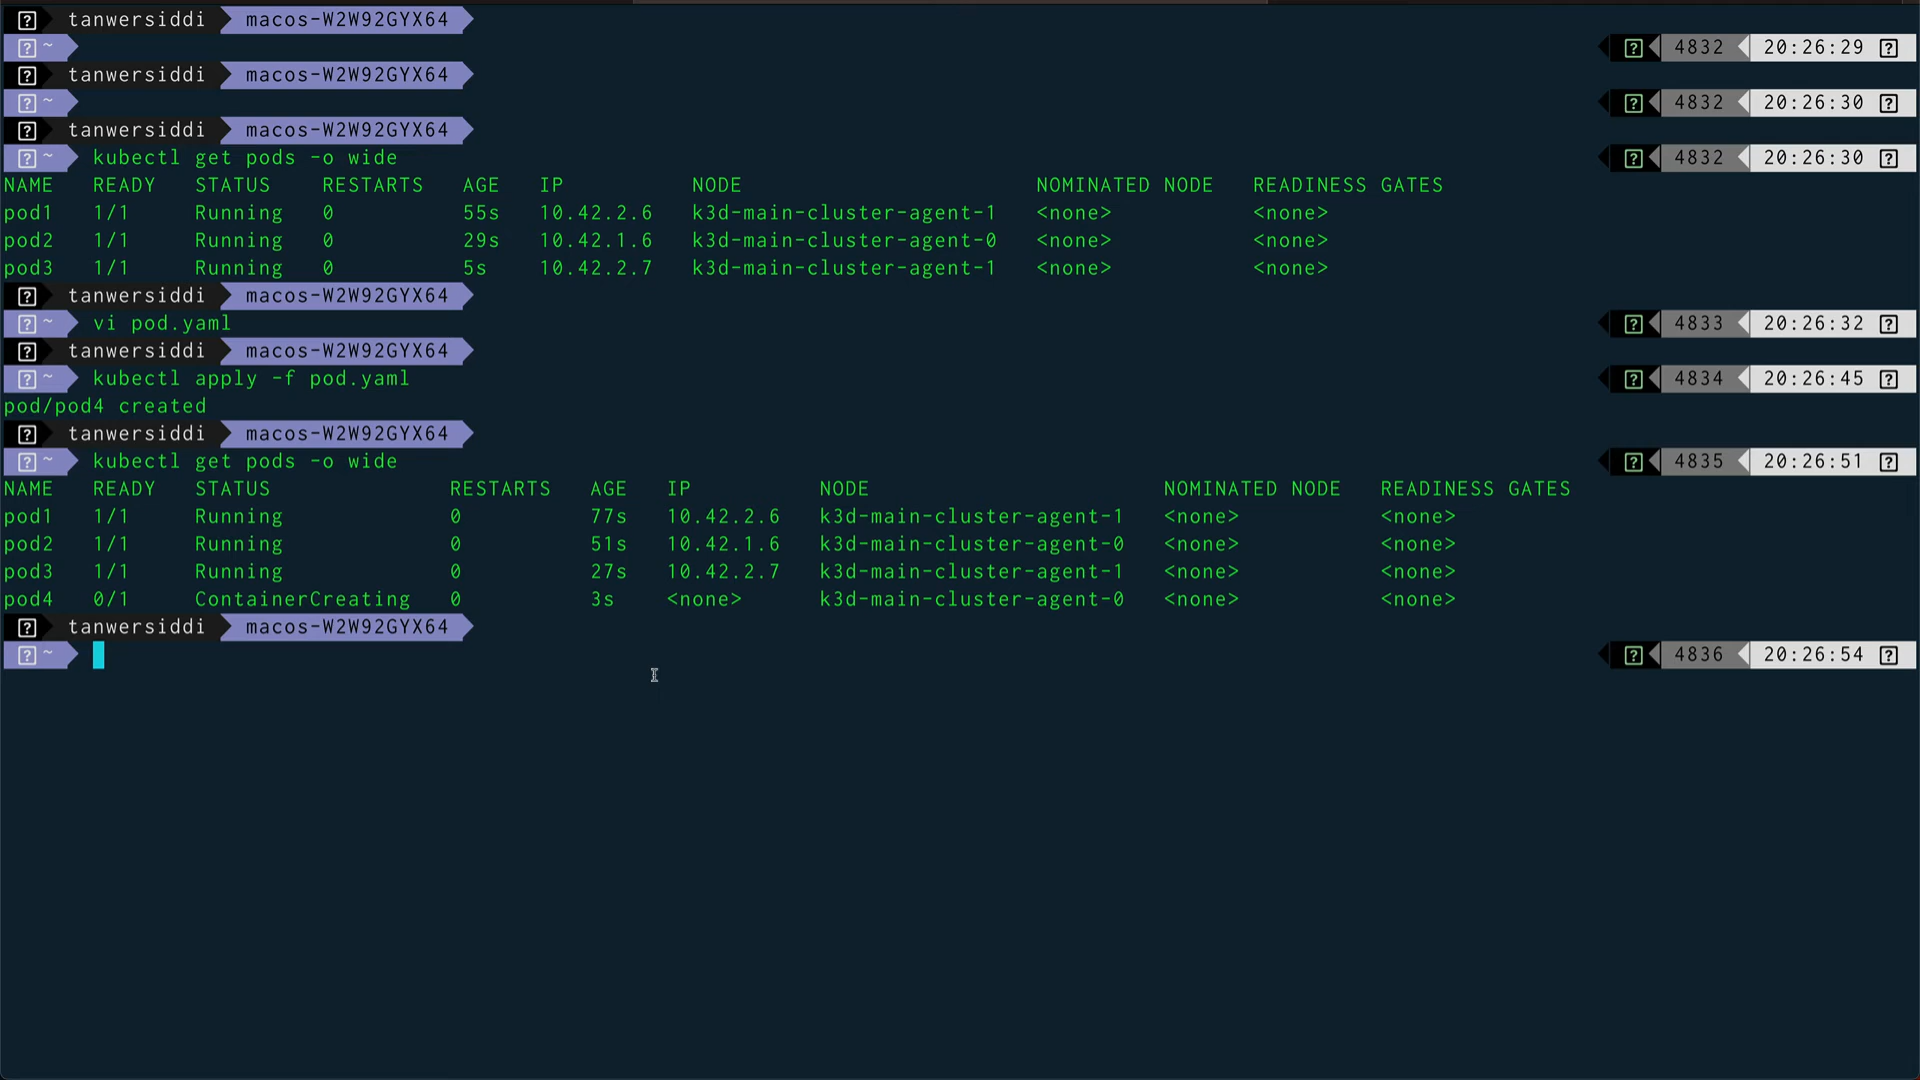 tanwersiddi macos-W2W92GYX64
~ 4832 20:26:29
tanwersiddi macos-W2W92GYX64
~ 4832 20:26:30
tanwersiddi macos-W2W92GYX64
~ kubectl get pods -o wide 4832 20:26:30
NAME READY STATUS RESTARTS AGE IP NODE NOMINATED NODE READINESS GATES
pod1 1/1 Running 0 55s 10.42.2.6 k3d-main-cluster-agent-1 <none> <none>
pod2 1/1 Running 0 29s 10.42.1.6 k3d-main-cluster-agent-0 <none> <none>
pod3 1/1 Running 0 5s 10.42.2.7 k3d-main-cluster-agent-1 <none> <none>
tanwersiddi macos-W2W92GYX64
~ vi pod.yaml 4833 20:26:32
tanwersiddi macos-W2W92GYX64
~ kubectl apply -f pod.yaml 4834 20:26:45
pod/pod4 created
tanwersiddi macos-W2W92GYX64
~ kubectl get pods -o wide 4835 20:26:51
NAME READY STATUS RESTARTS AGE IP NODE NOMINATED NODE READINESS GATES
pod1 1/1 Running 0 77s 10.42.2.6 k3d-main-cluster-agent-1 <none> <none>
pod2 1/1 Running 0 51s 10.42.1.6 k3d-main-cluster-agent-0 <none> <none>
pod3 1/1 Running 0 27s 10.42.2.7 k3d-main-cluster-agent-1 <none> <none>
pod4 0/1 ContainerCreating 0 3s <none> k3d-main-cluster-agent-0 <none> <none>
tanwersiddi macos-W2W92GYX64
~ 4836 20:26:54